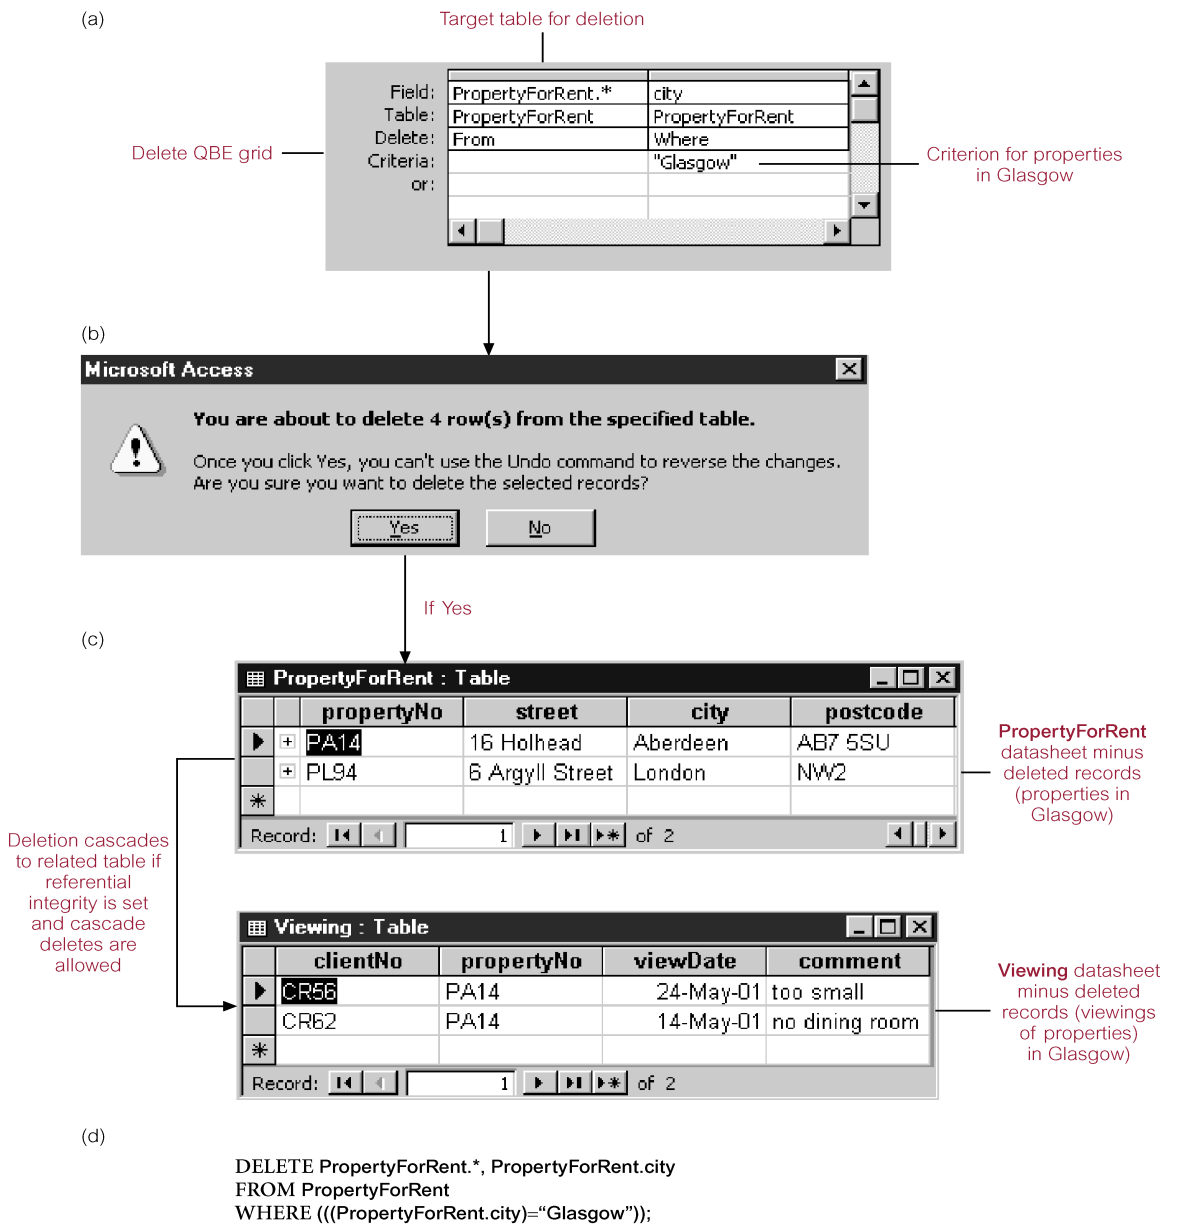 (a)
Target table for deletion
Field: PropertyForRent.* city
Table: PropertyForRent PropertyForRent
Delete: From Where
Criteria: "Glasgow"
or:
Delete QBE grid
Criterion for properties
in Glasgow
(b)
Microsoft Access
You are about to delete 4 row(s) from the specified table.
Once you click Yes, you can't use the Undo command to reverse the changes.
Are you sure you want to delete the selected records?
Yes No
If Yes
(c)
PropertyForRent : Table
propertyNo street city postcode
+ PA14 16 Holhead Aberdeen AB7 5SU
+ PL94 6 Argyll Street London NW2
Record: 1 of 2
PropertyForRent
datasheet minus
deleted records
(properties in
Glasgow)
Deletion cascades
to related table if
referential
integrity is set
and cascade
deletes are
allowed
Viewing : Table
clientNo propertyNo viewDate comment
CR56 PA14 24-May-01 too small
CR62 PA14 14-May-01 no dining room
Record: 1 of 2
Viewing datasheet
minus deleted
records (viewings
of properties)
in Glasgow)
(d)
DELETE PropertyForRent.*, PropertyForRent.city
FROM PropertyForRent
WHERE (((PropertyForRent.city)=“Glasgow”));